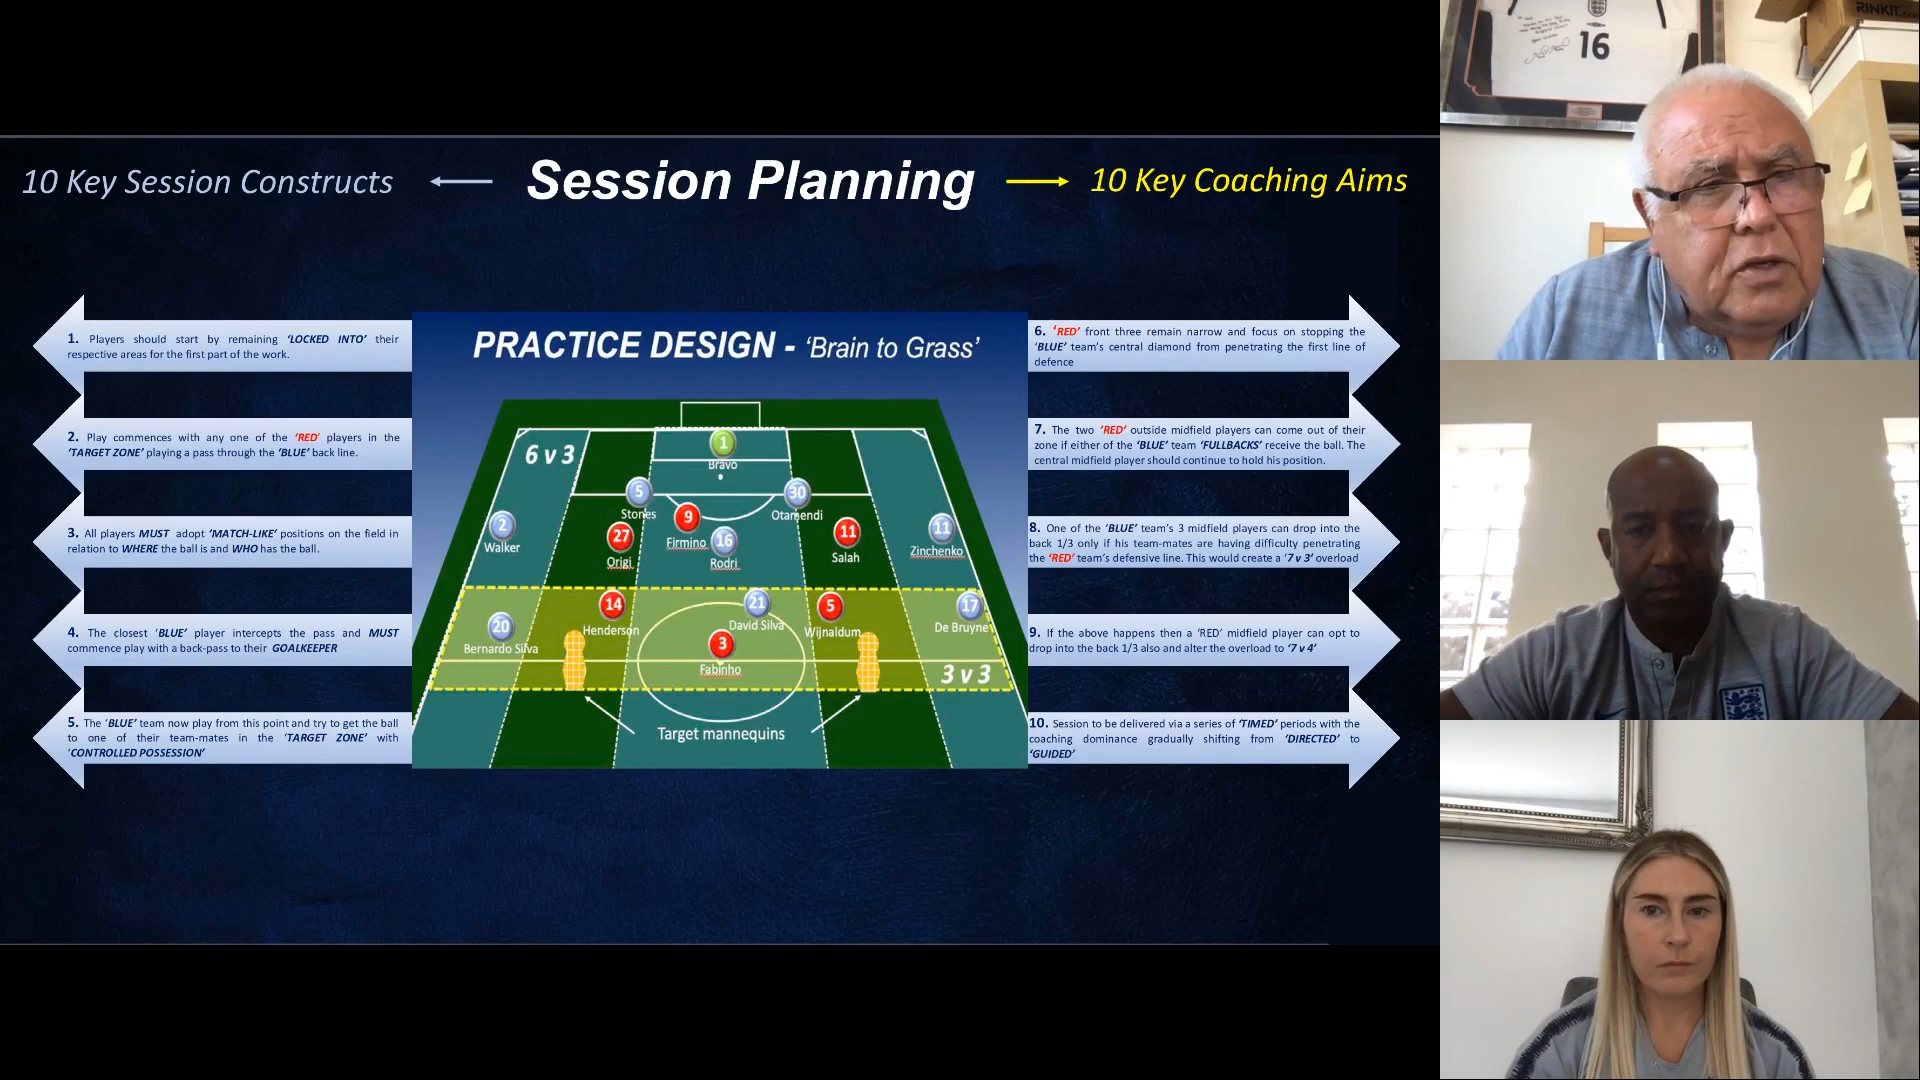 10 Key Session Constructs
Session Planning
10 Key Coaching Aims
1. Players should start by remaining ‘LOCKED INTO’ their
respective areas for the first part of the work.
2. Play commences with any one of the ‘RED’ players in the
‘TARGET ZONE’ playing a pass through the ‘BLUE’ back line.
3. All players MUST adopt ‘MATCH-LIKE’ positions on the field in
relation to WHERE the ball is and WHO has the ball.
4. The closest ‘BLUE’ player intercepts the pass and MUST
commence play with a back-pass to their GOALKEEPER
5. The ‘BLUE’ team now play from this point and try to get the ball
to one of their team-mates in the ‘TARGET ZONE’ with
‘CONTROLLED POSSESSION’
PRACTICE DESIGN - ‘Brain to Grass’
6 v 3
1
Bravo
5
Stones
30
Otamendi
2
Walker
27
Origi
9
Firmino
16
Rodri
11
Salah
11
Zinchenko
20
Bernardo Silva
14
Henderson
21
David Silva
5
Wijnaldum
17
De Bruyne
3
Fabinho
3 v 3
Target mannequins
6. ‘RED’ front three remain narrow and focus on stopping the
‘BLUE’ team’s central diamond from penetrating the first line of
defence
7. The two ‘RED’ outside midfield players can come out of their
zone if either of the ‘BLUE’ team ‘FULLBACKS’ receive the ball. The
central midfield player should continue to hold his position.
8. One of the ‘BLUE’ team’s 3 midfield players can drop into the
back 1/3 only if his team-mates are having difficulty penetrating
the ‘RED’ team’s defensive line. This would create a ‘7 v 3’ overload
9. If the above happens then a ‘RED’ midfield player can opt to
drop into the back 1/3 also and alter the overload to ‘7 v 4’
10. Session to be delivered via a series of ‘TIMED’ periods with the
coaching dominance gradually shifting from ‘DIRECTED’ to
‘GUIDED’
16
RINKIT.co